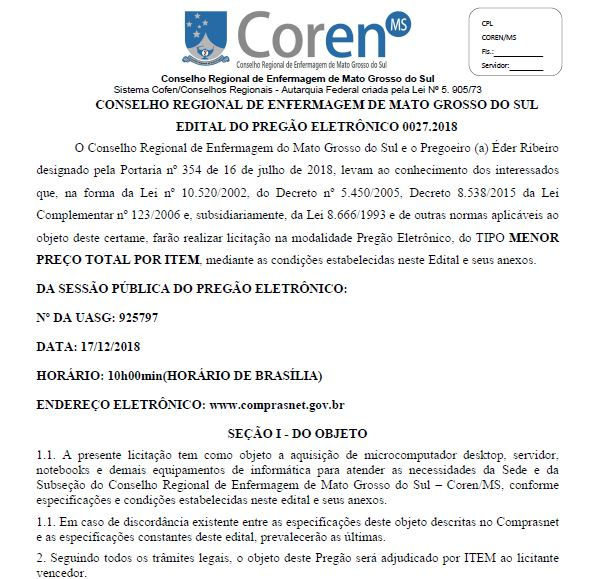 Coren MS
Conselho Regional de Enfermagem de Mato Grosso do Sul
CPL
COREN/MS
Fls.:
Servidor:
Conselho Regional de Enfermagem de Mato Grosso do Sul
Sistema Cofen/Conselhos Regionais - Autarquia Federal criada pela Lei Nº 5. 905/73
CONSELHO REGIONAL DE ENFERMAGEM DE MATO GROSSO DO SUL
EDITAL DO PREGÃO ELETRÔNICO 0027.2018
O Conselho Regional de Enfermagem do Mato Grosso do Sul e o Pregoeiro (a) Éder Ribeiro
designado pela Portaria nº 354 de 16 de julho de 2018, levam ao conhecimento dos interessados
que, na forma da Lei nº 10.520/2002, do Decreto nº 5.450/2005, Decreto 8.538/2015 da Lei
Complementar nº 123/2006 e, subsidiariamente, da Lei 8.666/1993 e de outras normas aplicáveis ao
objeto deste certame, farão realizar licitação na modalidade Pregão Eletrônico, do TIPO MENOR
PREÇO TOTAL POR ITEM, mediante as condições estabelecidas neste Edital e seus anexos.
DA SESSÃO PÚBLICA DO PREGÃO ELETRÔNICO:
Nº DA UASG: 925797
DATA: 17/12/2018
HORÁRIO: 10h00min(HORÁRIO DE BRASÍLIA)
ENDEREÇO ELETRÔNICO: www.comprasnet.gov.br
SEÇÃO I - DO OBJETO
1.1. A presente licitação tem como objeto a aquisição de microcomputador desktop, servidor,
notebooks e demais equipamentos de informática para atender as necessidades da Sede e da
Subseção do Conselho Regional de Enfermagem de Mato Grosso do Sul – Coren/MS, conforme
especificações e condições estabelecidas neste edital e seus anexos.
1.1. Em caso de discordância existente entre as especificações deste objeto descritas no Comprasnet
e as especificações constantes deste edital, prevalecerão as últimas.
2. Seguindo todos os trâmites legais, o objeto deste Pregão será adjudicado por ITEM ao licitante
vencedor.